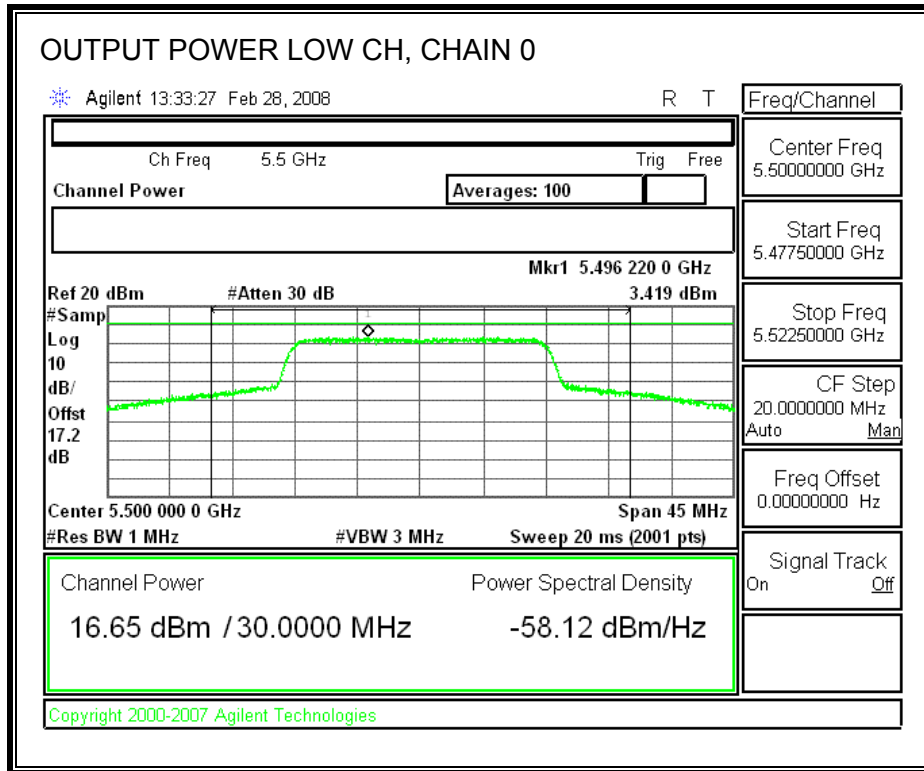 OUTPUT POWER LOW CH, CHAIN 0
Agilent 13:33:27 Feb 28, 2008 R T
Ch Freq 5.5 GHz Trig Free
Channel Power Averages: 100
Mkr1 5.496 220 0 GHz
Ref 20 dBm #Atten 30 dB 3.419 dBm
#Samp
Log
10
dB/
Offst
17.2
dB
1
Center 5.500 000 0 GHz Span 45 MHz
#Res BW 1 MHz #VBW 3 MHz Sweep 20 ms (2001 pts)
Channel Power Power Spectral Density
16.65 dBm / 30.0000 MHz -58.12 dBm/Hz
Copyright 2000-2007 Agilent Technologies
Freq/Channel
Center Freq
5.50000000 GHz
Start Freq
5.47750000 GHz
Stop Freq
5.52250000 GHz
CF Step
20.0000000 MHz
Auto Man
Freq Offset
0.00000000 Hz
Signal Track
On Off